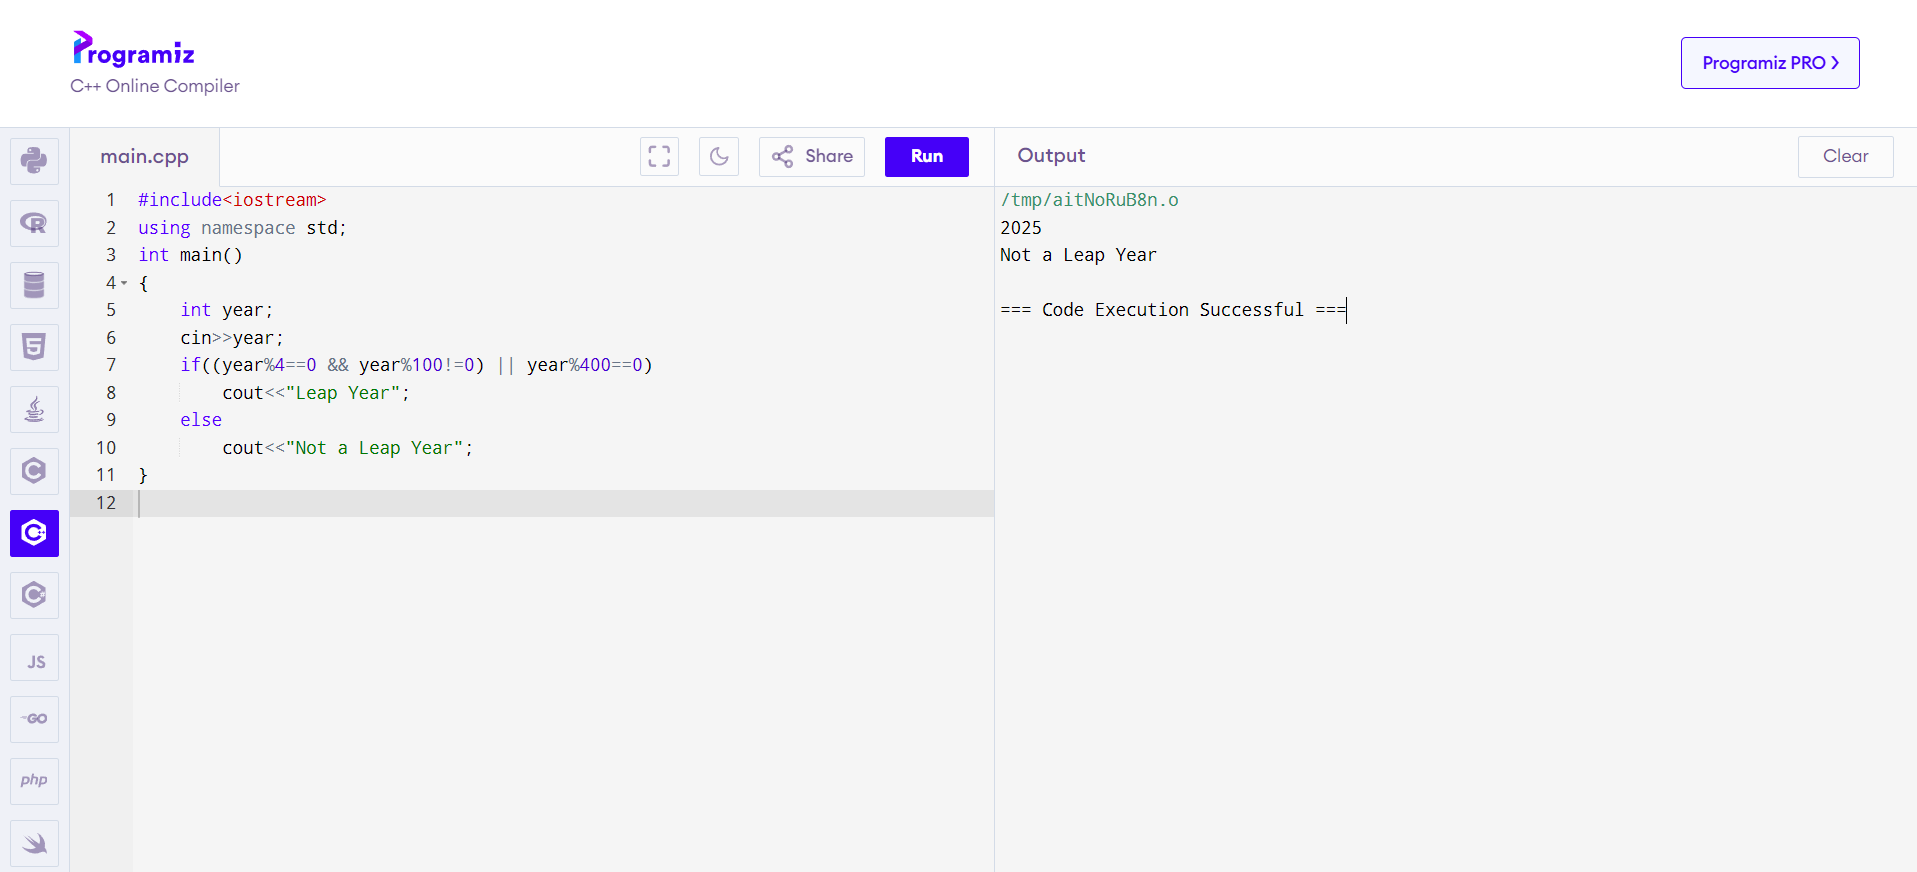 Programiz
C++ Online Compiler
Programiz PRO
main.cpp
Share
Run
Output
Clear
1 #include<iostream>
2 using namespace std;
3 int main()
4 {
5     int year;
6     cin>>year;
7     if((year%4==0 && year%100!=0) || year%400==0)
8         cout<<"Leap Year";
9     else
10         cout<<"Not a Leap Year";
11 }
12
/tmp/aitNoRuB8n.o
2025
Not a Leap Year
=== Code Execution Successful ===
R
5
C
C+
C#
JS
GO
php